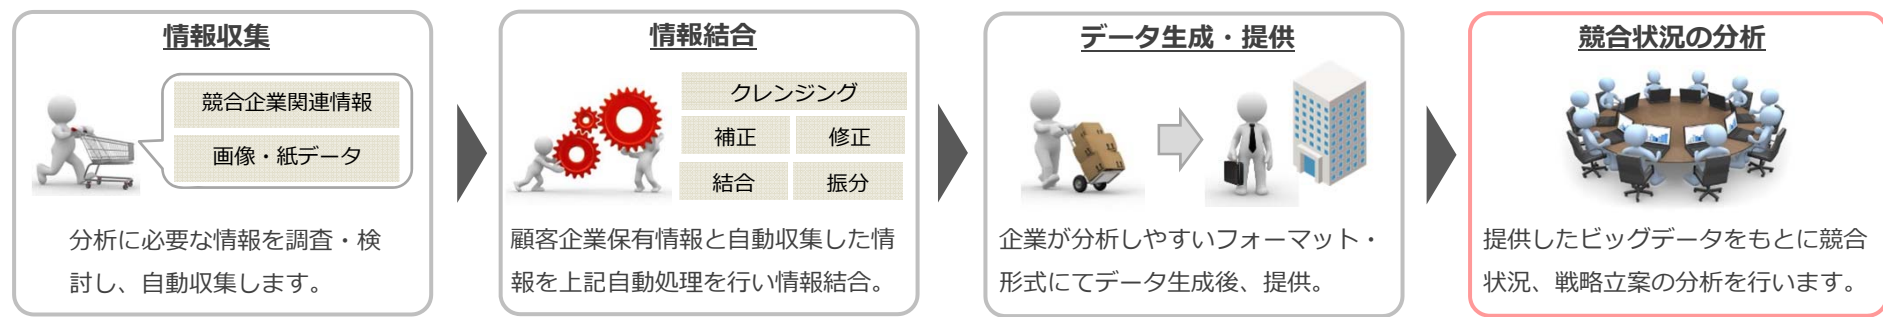 情報収集
競合企業関連情報
画像・紙データ
分析に必要な情報を調査・検
討し、自動収集します。
情報結合
クレンジング
補正
修正
結合
振分
顧客企業保有情報と自動収集した情
報を上記自動処理を行い情報結合。
データ生成・提供
企業が分析しやすいフォーマット・
形式にてデータ生成後、提供。
競合状況の分析
提供したビッグデータをもとに競合
状況、戦略立案の分析を行います。